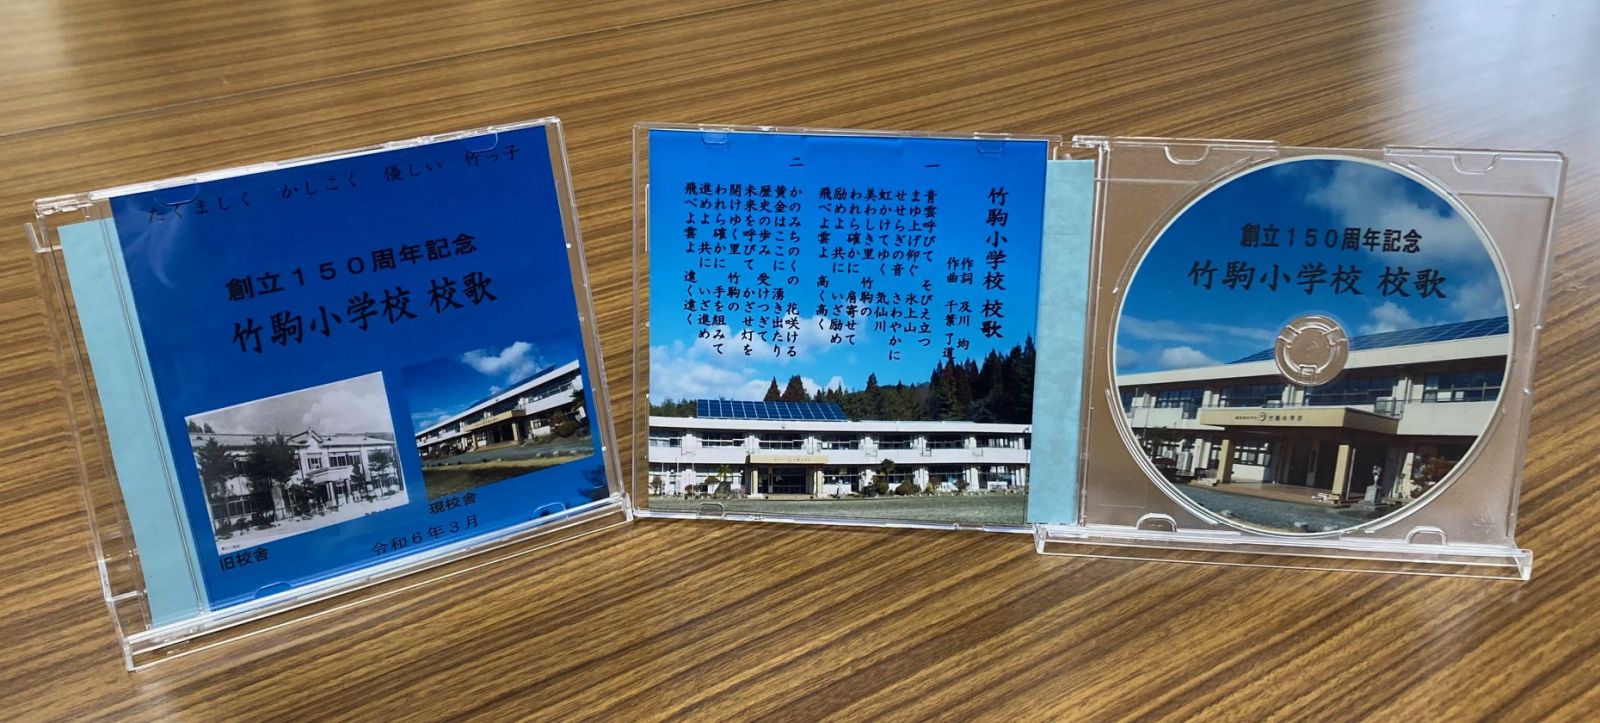 たくましく　かしこく　優しい　竹っ子
創立１５０周年記念
竹駒小学校 校歌
旧校舎
現校舎
令和６年３月
竹駒小学校 校歌
作詞　及川　均
作曲　千葉　了道
一
青雲呼びて　そびえ立つ
まゆ上げ仰ぐ　氷上山
せせらぎの音　さわやかに
虹かけてゆく　気仙川
美わしき里　竹駒の
われら確かに　肩寄せて
励めよ　共に　いざ励め
飛べよ雲よ　高く高く
二
かのみちのくの　花咲ける
黄金はここに　湧き出たり
歴史の歩み　受けつぎて
未来を呼びて　かざせ灯を
開けゆく里　竹駒の
われら確かに　手を組みて
進めよ　共に　いざ進め
飛べよ雲よ　遠く遠く
創立１５０周年記念
竹駒小学校 校歌
竹駒小学校